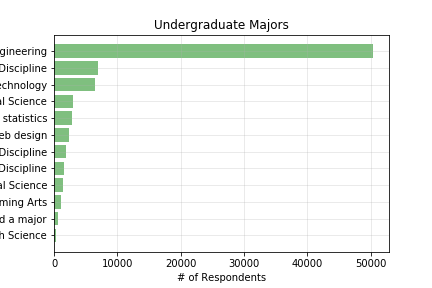 Undergraduate Majors
ngineering
Discipline
echnology
al Science
statistics
eb design
Discipline
Discipline
al Science
ming Arts
d a major
h Science
0 10000 20000 30000 40000 50000
# of Respondents